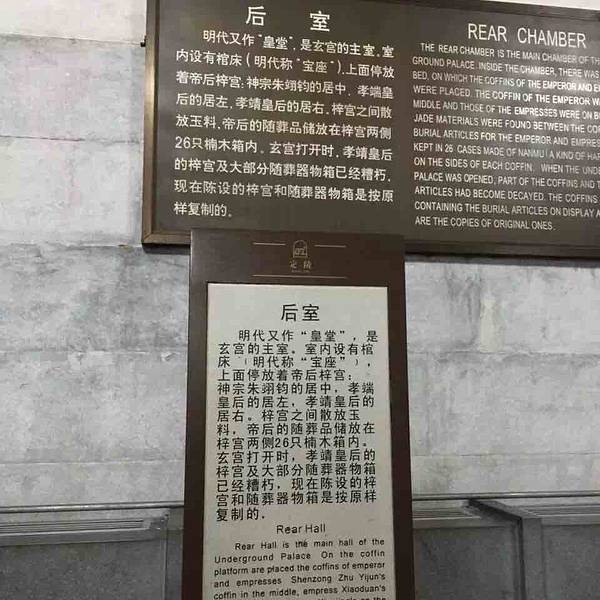 后室
明代又作"皇堂",是玄宫的主室,室
内设有棺床(明代称"宝座"),上面停放
着帝后梓宫;神宗朱翊钧的居中,孝端皇
后的居左,孝靖皇后的居右,梓宫之间散
放玉料,帝后的随葬品储放在梓宫两侧
26只楠木箱内。玄宫打开时,孝靖皇后
的梓宫及大部分随葬器物箱已经糟朽,
现在陈设的梓宫和随葬器物箱是按原
样复制的。
REAR CHAMBER
THE REAR CHAMBER IS THE MAIN CHAMBER OF TH
GROUND PALACE. INSIDE THE CHAMBER, THERE WAS
BED, ON WHICH THE COFFINS OF THE EMPEROR AND E
WERE PLACED. THE COFFIN OF THE EMPEROR W
MIDDLE AND THOSE OF THE EMPRESSES WERE ON B
JADE MATERIALS WERE FOUND BETWEEN THE COF
BURIAL ARTICLES FOR THE EMPEROR AND EMPRES
KEPT IN 26 CASES MADE OF NANMU (A KIND OF HAR
ON THE SIDES OF EACH COFFIN. WHEN THE UNDE
PALACE WAS OPENED, PART OF THE COFFINS AND T
ARTICLES HAD BECOME DECAYED. THE COFFINS
CONTAINING THE BURIAL ARTICLES ON DISPLAY A
ARE THE COPIES OF ORIGINAL ONES.
定陵
后室
明代又作"皇堂",是
玄宫的主室。室内设有棺
床(明代称"宝座"),
上面停放着帝后梓宫:
神宗朱翊钧的居中,孝端
皇后的居左,孝靖皇后的
居右。梓宫之间散放玉
料,帝后的随葬品储放在
梓宫两侧26只楠木箱内。
玄宫打开时,孝靖皇后的
梓宫及大部分随葬器物箱
已经糟朽,现在陈设的梓
宫和随葬器物箱是按原样
复制的.
Rear Hall
Rear Hall is the main hall of the
Underground Palace On the coffin
platform are placed the coffins of emperor
and empresses Shenzong Zhu Yijun's
coffin in the middle, empress Xiaoduan's